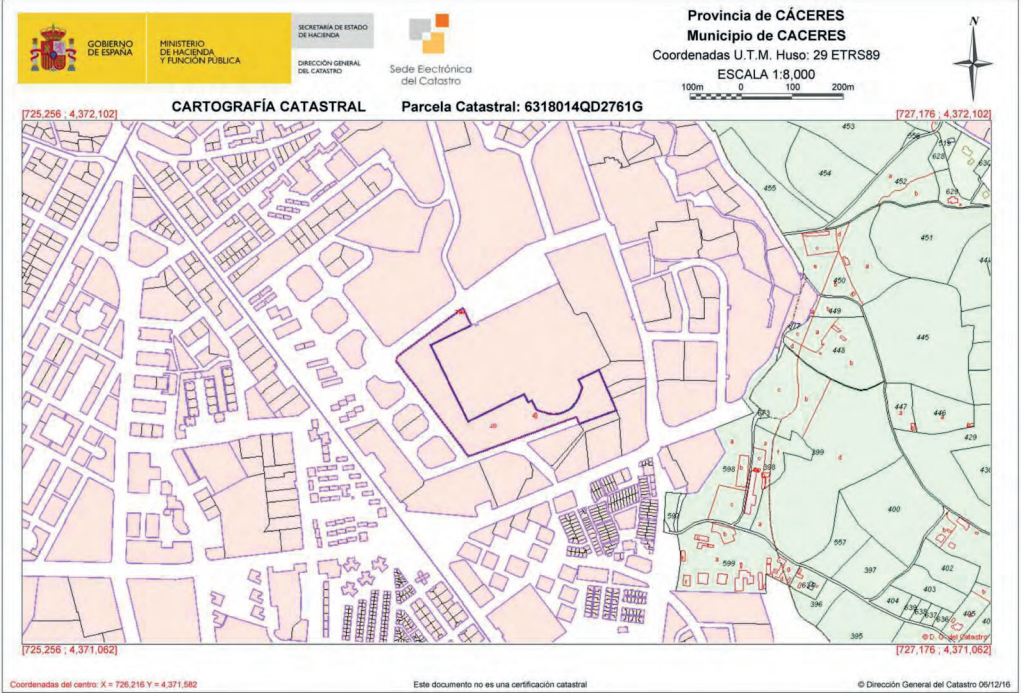 GOBIERNO
DE ESPAÑA
MINISTERIO
DE HACIENDA
Y FUNCIÓN PÚBLICA
SECRETARÍA DE ESTADO
DE HACIENDA
DIRECCIÓN GENERAL
DEL CATASTRO
Sede Electrónica
del Catastro
Provincia de CÁCERES
Municipio de CACERES
Coordenadas U.T.M. Huso: 29 ETRS89
ESCALA 1:8,000
100m 0 100 200m
N
CARTOGRAFÍA CATASTRAL Parcela Catastral: 6318014QD2761G
[725,256 ; 4,372,102] [727,176 ; 4,372,102]
453
628
454
452
455
629
451
450
449
445
448
447
446
429
399
598
398
400
557
599
397
402
403
396
404
395
© D. G. del Catastro
[725,256 ; 4,371,062] [727,176 ; 4,371,062]
Coordenadas del centro: X = 726,216 Y = 4,371,582
Este documento no es una certificación catastral
© Dirección General del Catastro 06/12/16